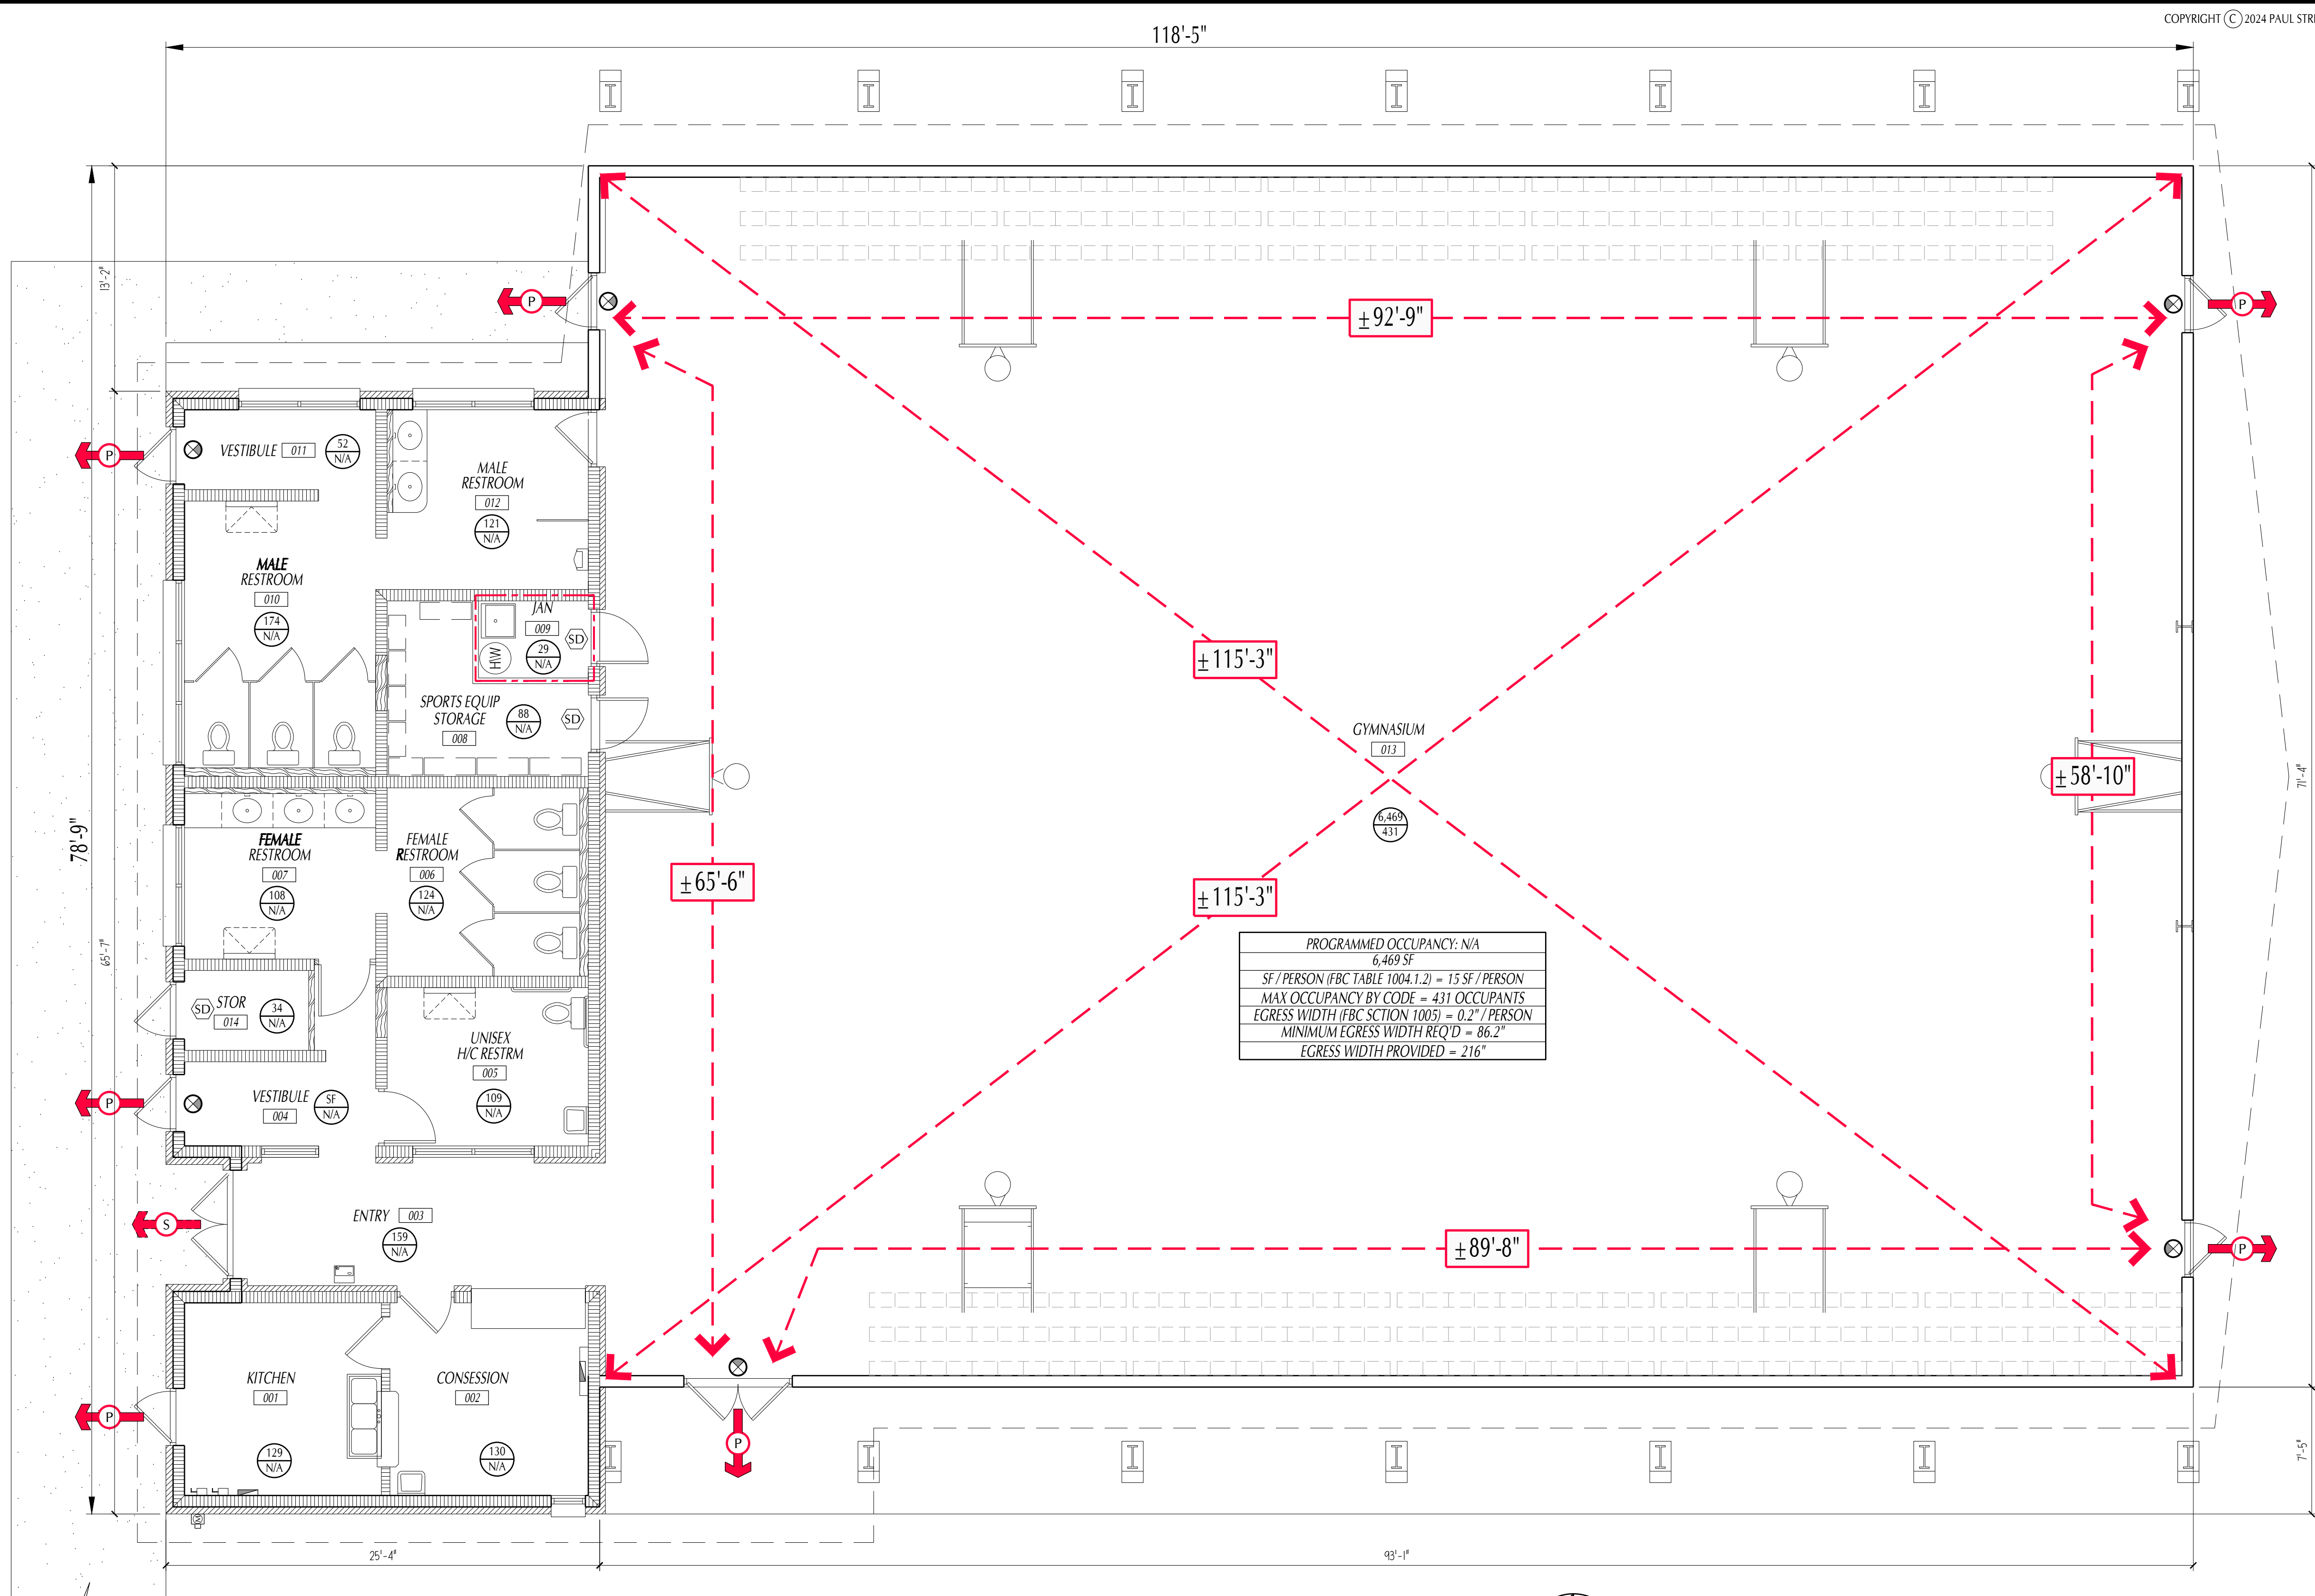 COPYRIGHT C 2024 PAUL STR
118'-5"
13'-2"
P
±92'-9"
P
P
VESTIBULE 011
52
N/A
MALE
RESTROOM
012
121
N/A
MALE
RESTROOM
010
174
N/A
JAN
009
SD
29
N/A
HW
±115'-3"
SPORTS EQUIP
STORAGE
008
88
N/A
SD
GYMNASIUM
013
6,469
431
±58'-10"
71'-4"
78'-9"
FEMALE
RESTROOM
007
108
N/A
FEMALE
RESTROOM
006
124
N/A
±65'-6"
±115'-3"
65'-7"
PROGRAMMED OCCUPANCY: N/A
6,469 SF
SF / PERSON (FBC TABLE 1004.1.2) = 15 SF / PERSON
MAX OCCUPANCY BY CODE = 431 OCCUPANTS
EGRESS WIDTH (FBC SCTION 1005) = 0.2" / PERSON
MINIMUM EGRESS WIDTH REQ'D = 86.2"
EGRESS WIDTH PROVIDED = 216"
SD
STOR
014
34
N/A
UNISEX
H/C RESTRM
005
109
N/A
P
VESTIBULE
004
SF
N/A
S
ENTRY 003
159
N/A
±89'-8"
P
P
KITCHEN
001
129
N/A
CONSESSION
002
130
N/A
P
M
7'-5"
25'-4"
93'-1"